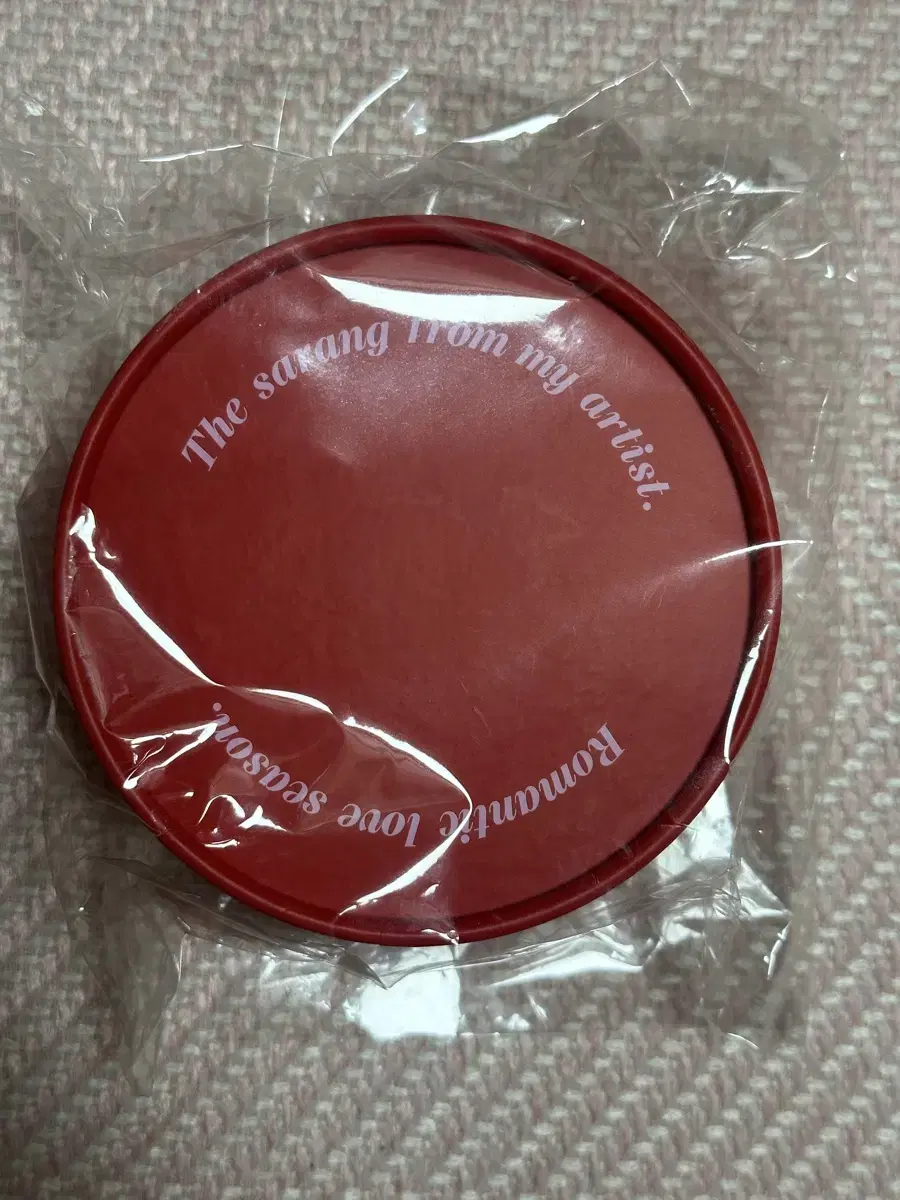 The sarang from my artist.
Romantic love season.